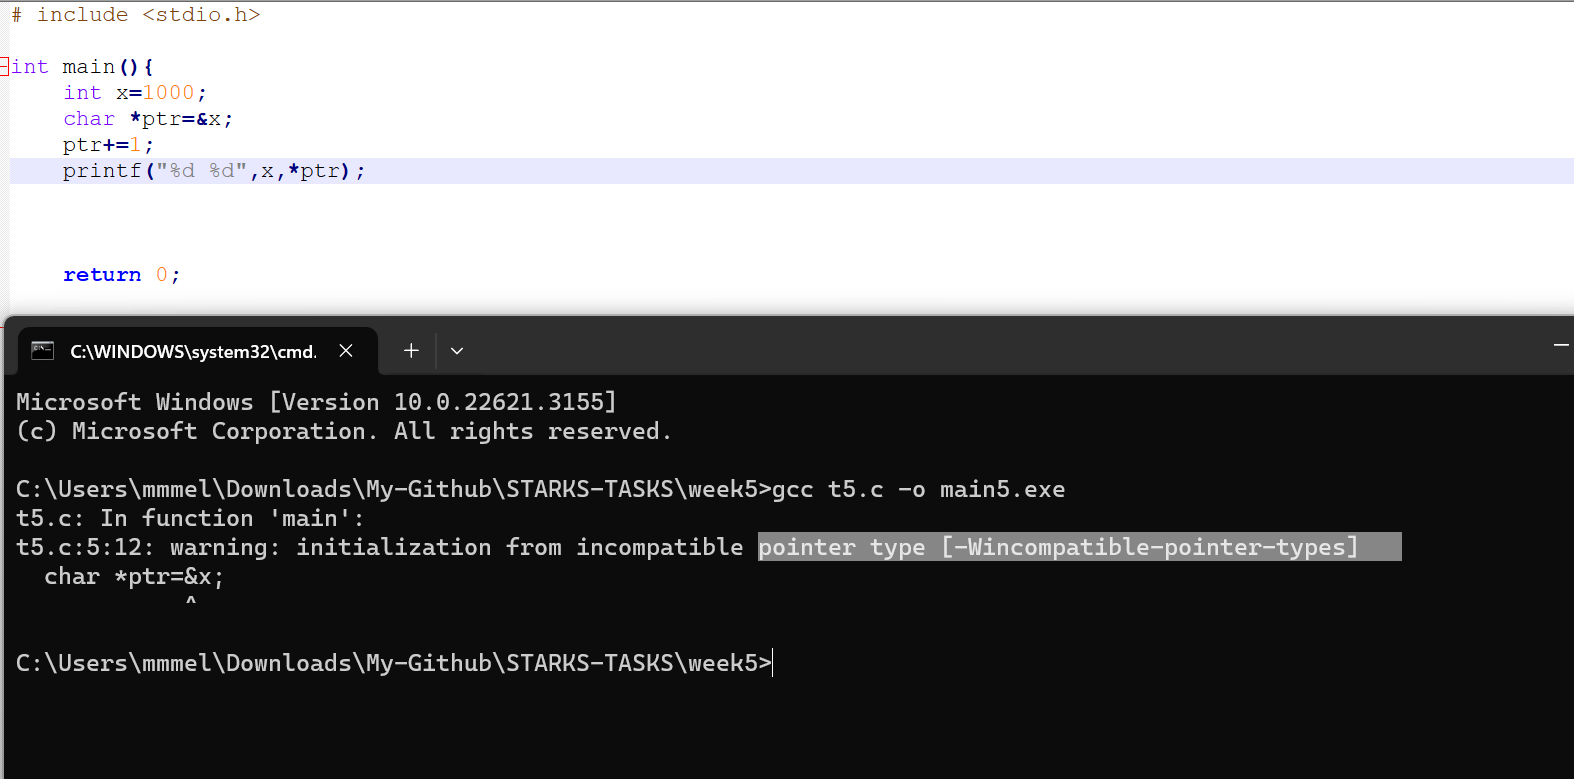 # include <stdio.h>
int main(){
int x=1000;
char *ptr=&x;
ptr+=1;
printf("%d %d",x,*ptr);
return 0;
C:\WINDOWS\system32\cmd.
Microsoft Windows [Version 10.0.22621.3155]
(c) Microsoft Corporation. All rights reserved.
C:\Users\mmmel\Downloads\My-Github\STARKS-TASKS\week5>gcc t5.c -o main5.exe
t5.c: In function 'main':
t5.c:5:12: warning: initialization from incompatible pointer type [-Wincompatible-pointer-types]
char *ptr=&x;
^
C:\Users\mmmel\Downloads\My-Github\STARKS-TASKS\week5>